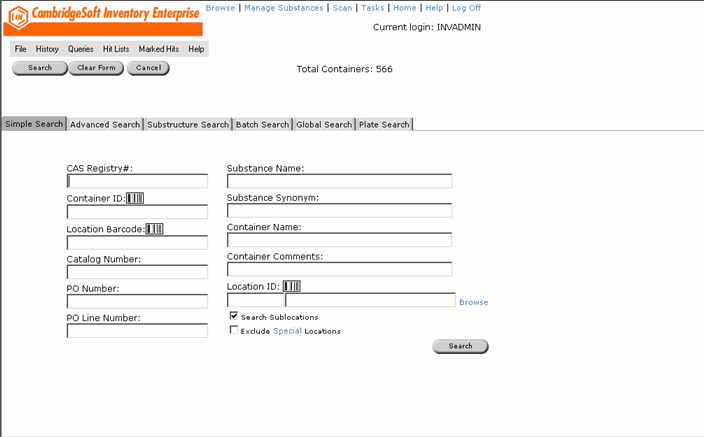 CambridgeSoft Inventory Enterprise
Browse | Manage Substances | Scan | Tasks | Home | Help | Log Off
Current login: INVADMIN
File History Queries Hit Lists Marked Hits Help
Search Clear Form Cancel
Total Containers: 566
Simple Search Advanced Search Substructure Search Batch Search Global Search Plate Search
CAS Registry#: Substance Name:
Container ID: Substance Synonym:
Location Barcode: Container Name:
Catalog Number: Container Comments:
PO Number: Location ID:
Browse
PO Line Number: Search Sublocations
Exclude Special Locations
Search